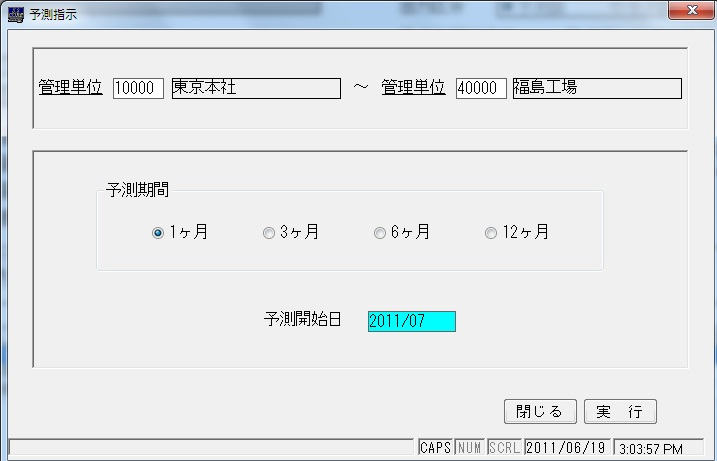 予測指示
管理単位 10000 東京本社 ～ 管理単位 40000 福島工場
予測期間
1ヶ月 3ヶ月 6ヶ月 12ヶ月
予測開始日 2011/07
閉じる 実 行
CAPS NUM SCRL 2011/06/19 3:03:57 PM